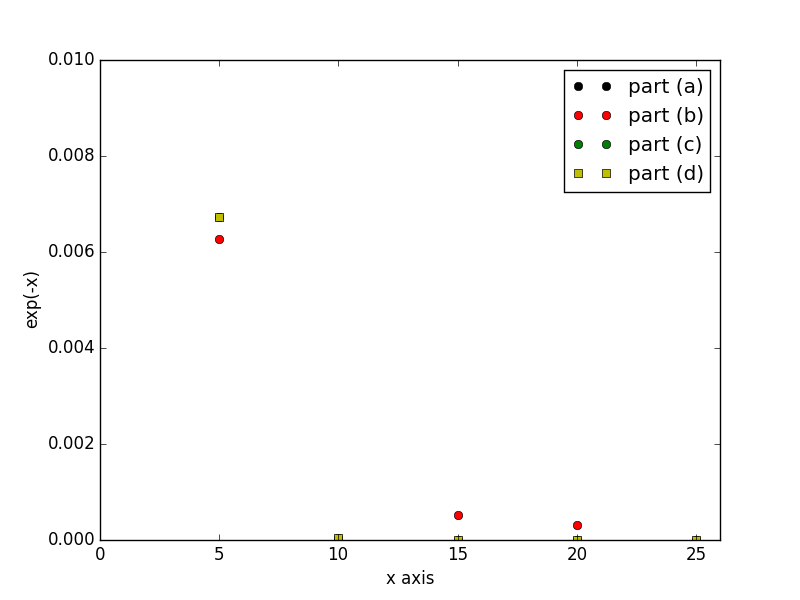 0.010
0.008
0.006
0.004
0.002
0.000
exp(-x)
part (a)
part (b)
part (c)
part (d)
0 5 10 15 20 25
x axis